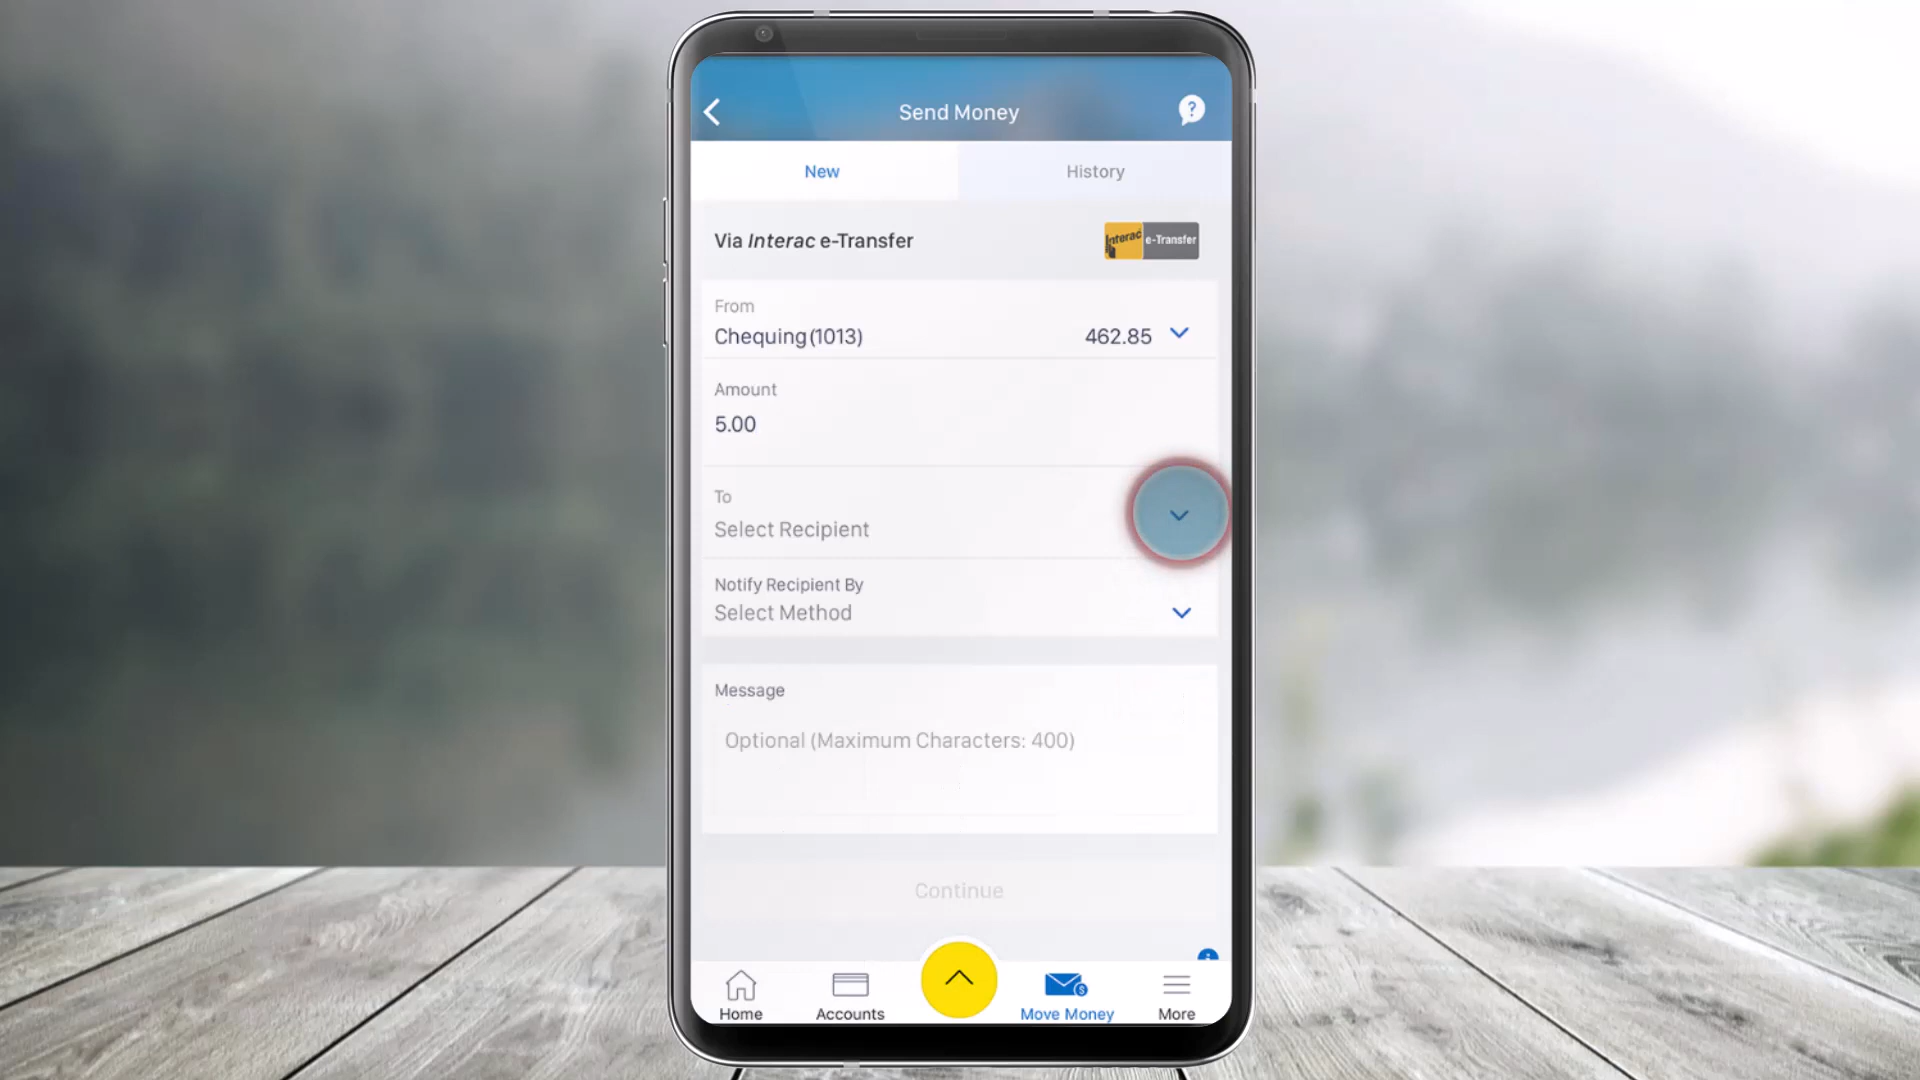 Send Money
?
New
History
Via Interac e-Transfer
Interac e-Transfer
From
Chequing (1013) 462.85
Amount
5.00
To
Select Recipient
Notify Recipient By
Select Method
Message
Optional (Maximum Characters: 400)
Continue
$
Home
Accounts
Move Money
More